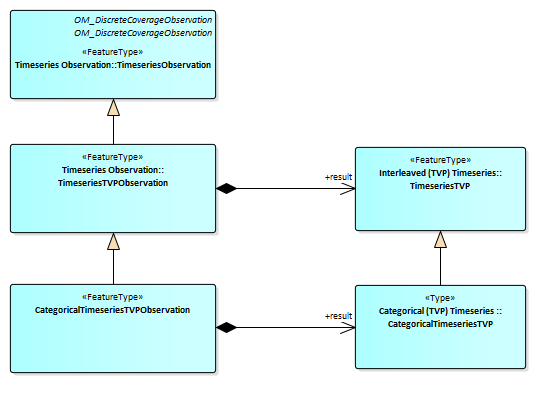 OM_DiscreteCoverageObservation
OM_DiscreteCoverageObservation
«FeatureType»
Timeseries Observation::TimeseriesObservation
«FeatureType»
Timeseries Observation::
TimeseriesTVPObservation
+result
«FeatureType»
Interleaved (TVP) Timeseries::
TimeseriesTVP
«FeatureType»
CategoricalTimeseriesTVPObservation
+result
«Type»
Categorical (TVP) Timeseries ::
CategoricalTimeseriesTVP